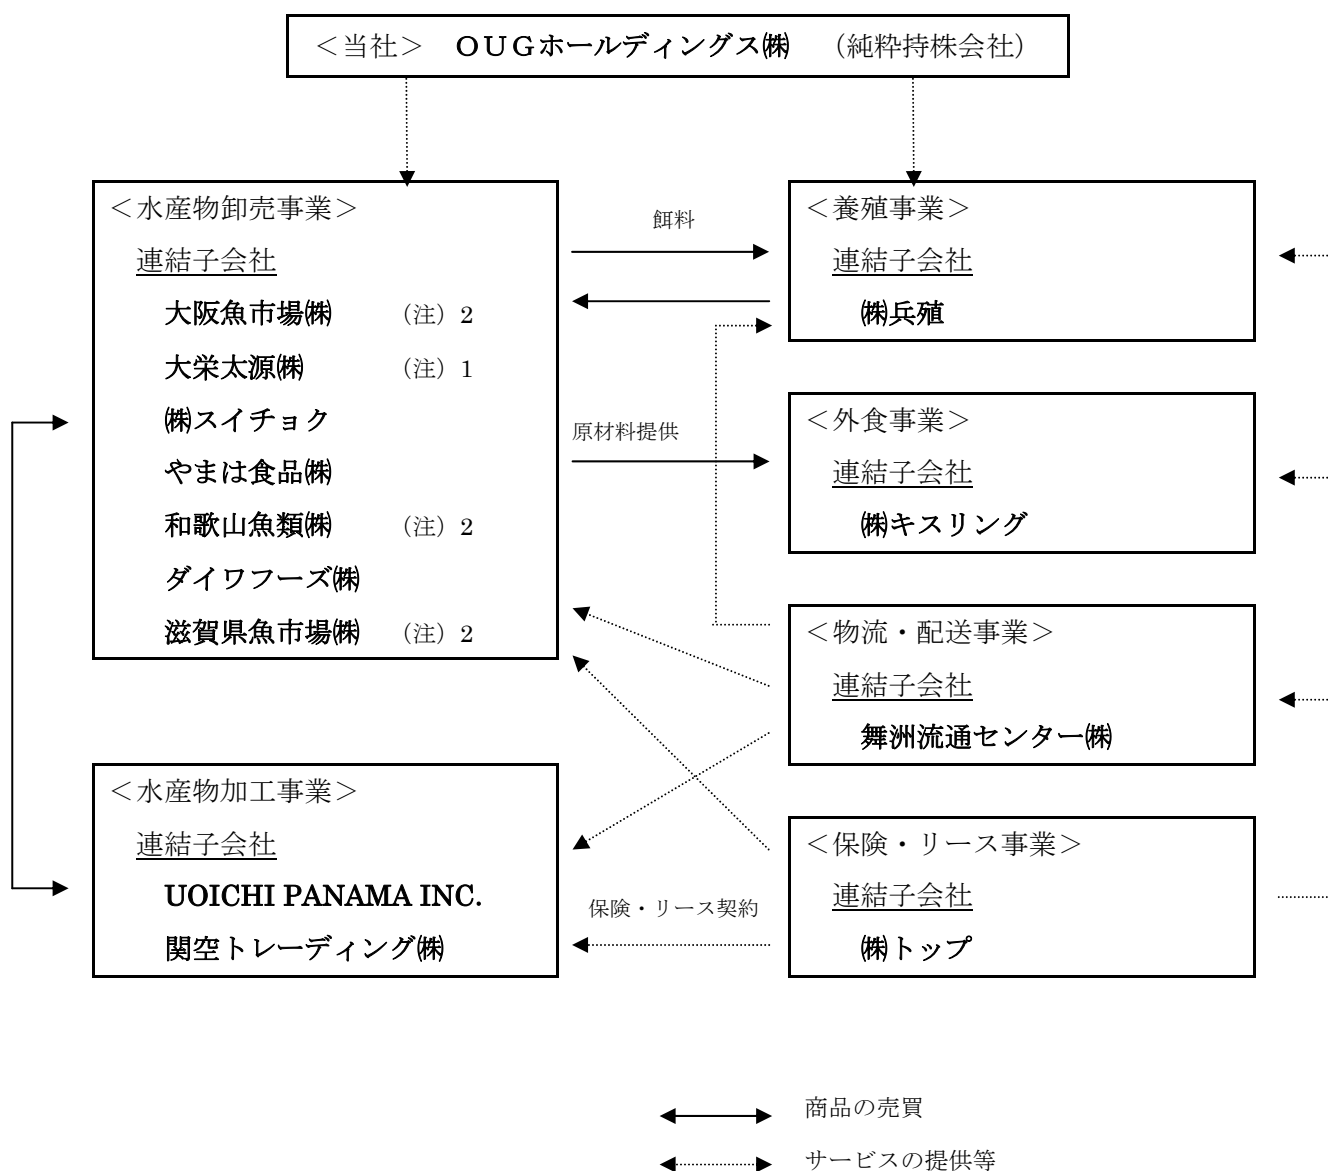 ＜当社＞　ＯＵＧホールディングス㈱　（純粋持株会社）
＜水産物卸売事業＞
連結子会社
大阪魚市場㈱　（注）2
大栄太源㈱　（注）1
㈱スイチョク
やまは食品㈱
和歌山魚類㈱　（注）2
ダイワフーズ㈱
滋賀県魚市場㈱　（注）2
餌料
原材料提供
＜養殖事業＞
連結子会社
㈱兵殖
＜外食事業＞
連結子会社
㈱キスリング
＜物流・配送事業＞
連結子会社
舞洲流通センター㈱
＜水産物加工事業＞
連結子会社
UOICHI PANAMA INC.
関空トレーディング㈱
保険・リース契約
＜保険・リース事業＞
連結子会社
㈱トップ
商品の売買
サービスの提供等